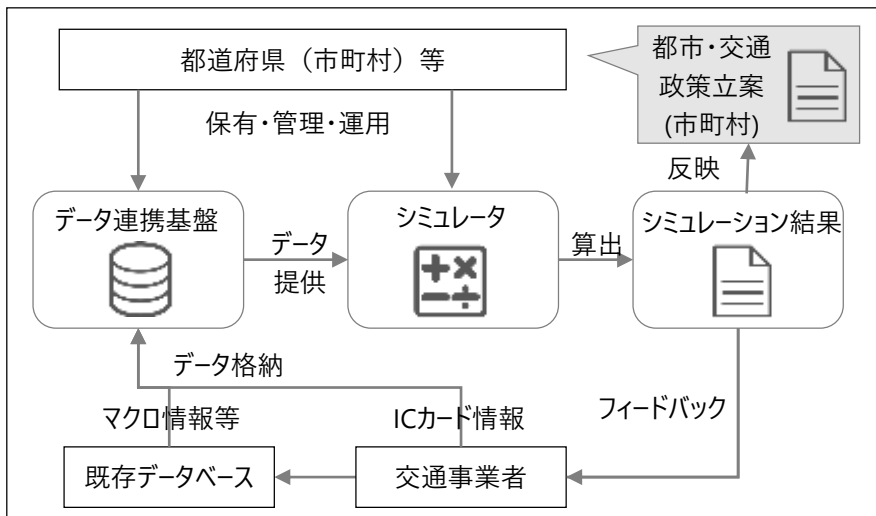 都道府県（市町村）等
都市・交通
政策立案
(市町村)
保有・管理・運用
反映
データ連携基盤
シミュレータ
シミュレーション結果
データ
提供
算出
データ格納
マクロ情報等
ICカード情報
フィードバック
既存データベース
交通事業者